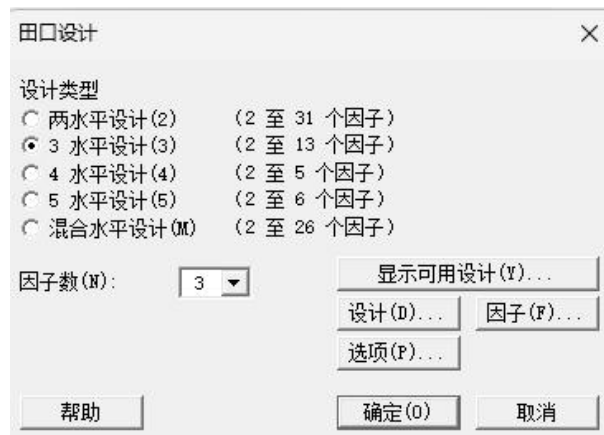 田口设计
设计类型
两水平设计(2) (2 至 31 个因子)
3 水平设计(3) (2 至 13 个因子)
4 水平设计(4) (2 至 5 个因子)
5 水平设计(5) (2 至 6 个因子)
混合水平设计(M) (2 至 26 个因子)
因子数(N): 3
显示可用设计(Y)...
设计(D)... 因子(F)...
选项(P)...
帮助 确定(O) 取消